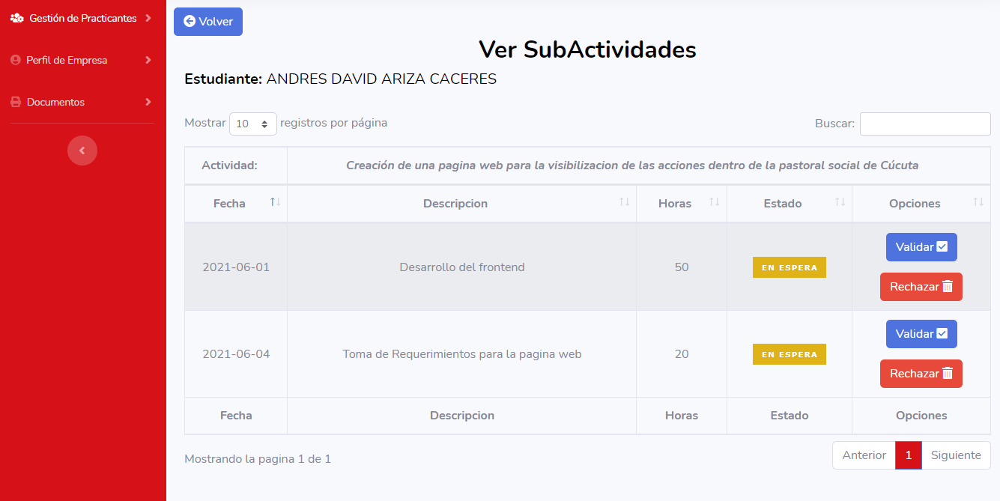 Gestión de Practicantes
Perfil de Empresa
Documentos
Volver
Ver SubActividades
Estudiante: ANDRES DAVID ARIZA CACERES
Mostrar 10 registros por página
Buscar:
Actividad: Creación de una pagina web para la visibilizacion de las acciones dentro de la pastoral social de Cúcuta
Fecha Descripcion Horas Estado Opciones
2021-06-01 Desarrollo del frontend 50 EN ESPERA Validar
Rechazar
2021-06-04 Toma de Requerimientos para la pagina web 20 EN ESPERA Validar
Rechazar
Fecha Descripcion Horas Estado Opciones
Mostrando la pagina 1 de 1
Anterior 1 Siguiente